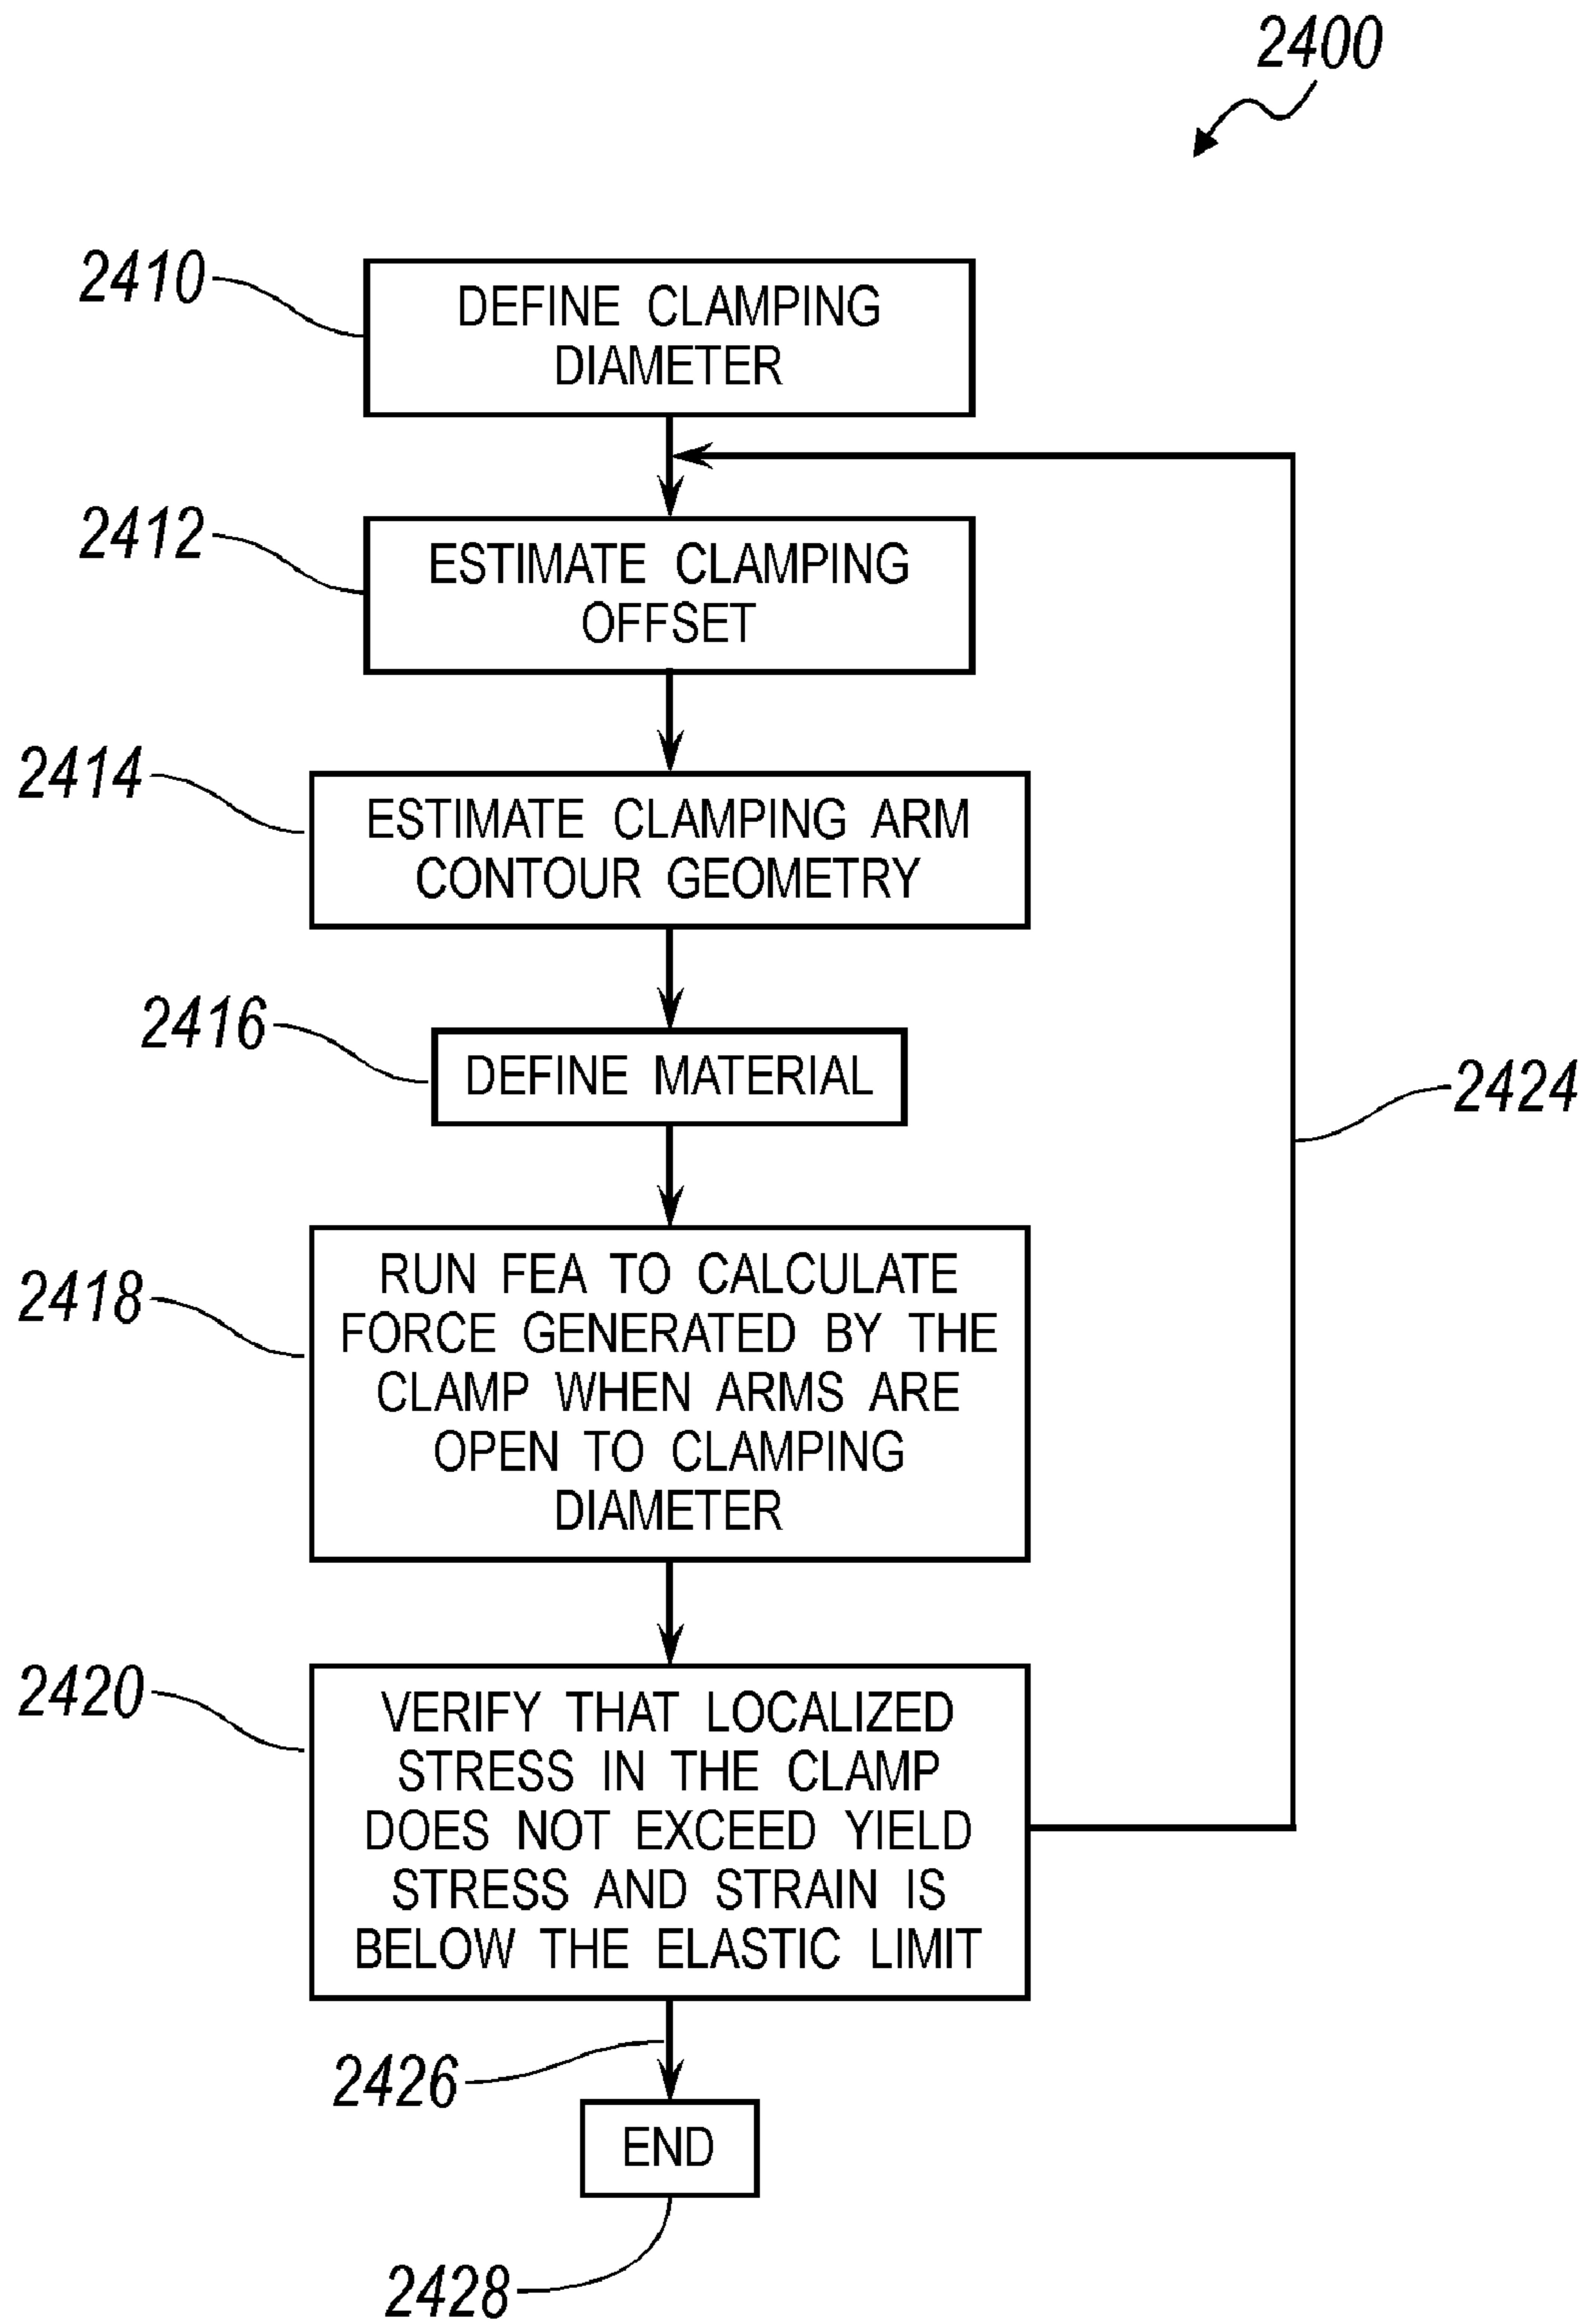 2400
2410
DEFINE CLAMPING
DIAMETER
2412
ESTIMATE CLAMPING
OFFSET
2414
ESTIMATE CLAMPING ARM
CONTOUR GEOMETRY
2416
DEFINE MATERIAL
2424
2418
RUN FEA TO CALCULATE
FORCE GENERATED BY THE
CLAMP WHEN ARMS ARE
OPEN TO CLAMPING
DIAMETER
2420
VERIFY THAT LOCALIZED
STRESS IN THE CLAMP
DOES NOT EXCEED YIELD
STRESS AND STRAIN IS
BELOW THE ELASTIC LIMIT
2426
END
2428